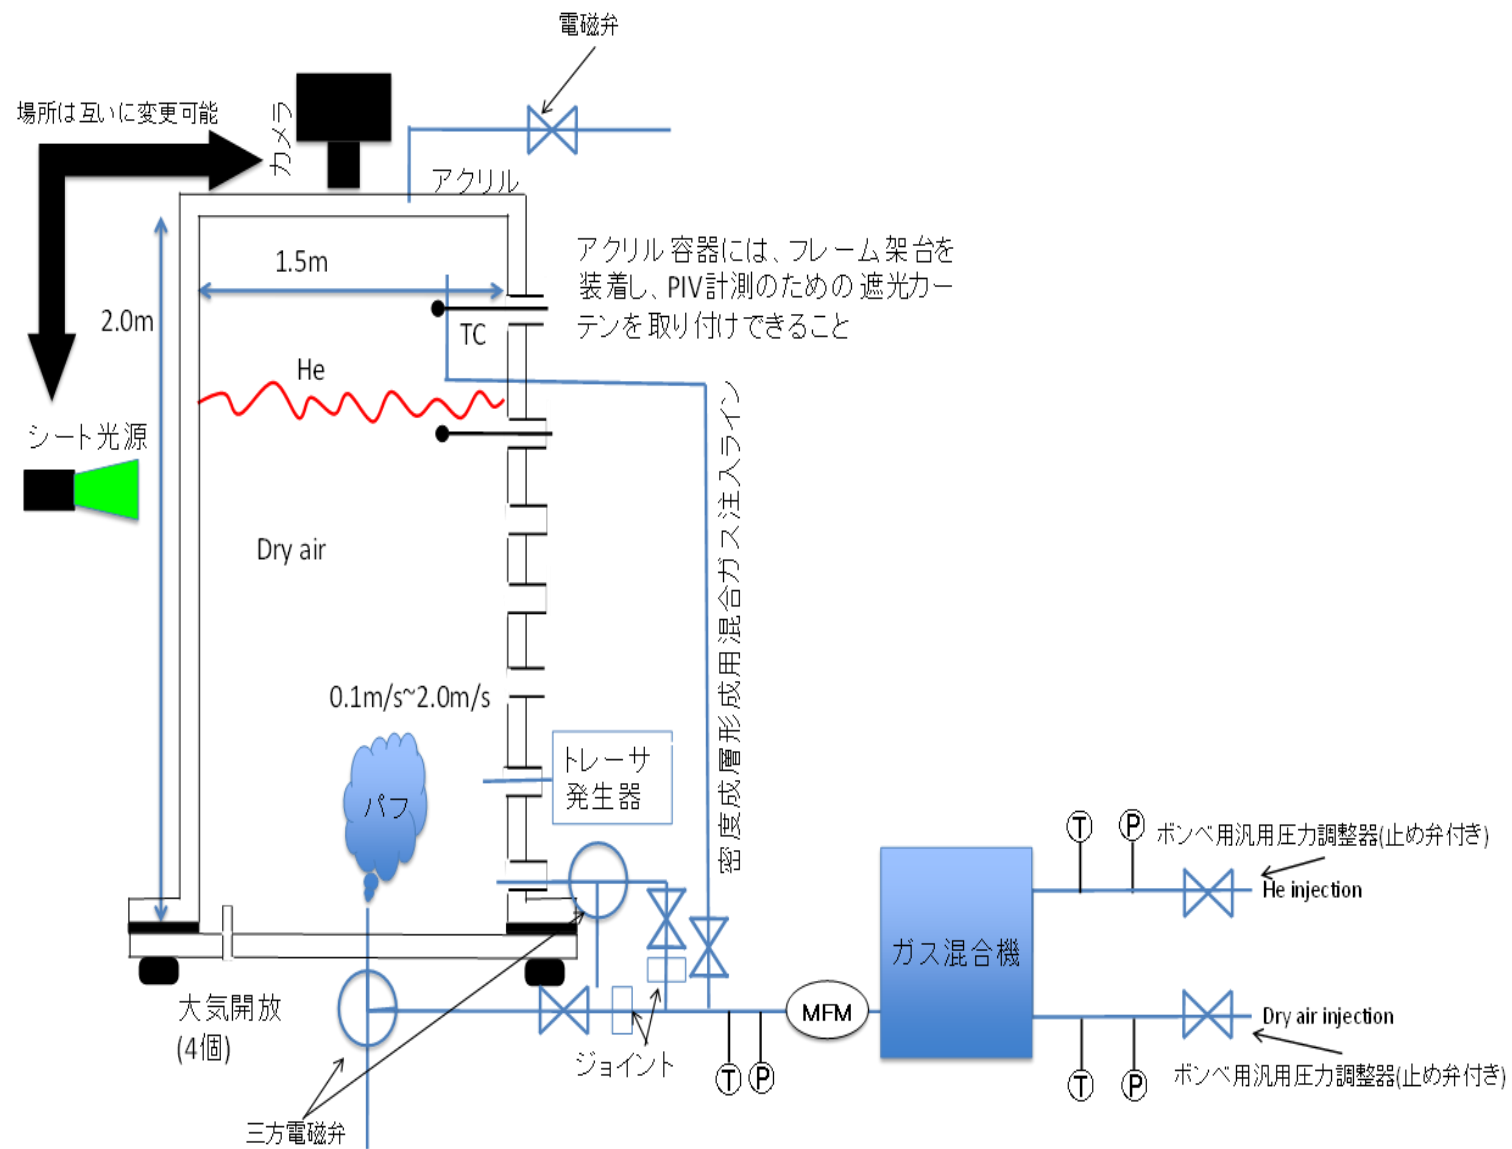 電磁弁
場所は互いに変更可能
カメラ
アクリル
アクリル容器には、フレーム架台を
装着し、PIV計測のための遮光カー
テンを取り付けできること
1.5m
2.0m
TC
He
シート光源
Dry air
密度成層形成用混合ガス注入ライン
0.1m/s~2.0m/s
トレーサ
発生器
パフ
T
P
ボンベ用汎用圧力調整器(止め弁付き)
He injection
ガス混合機
大気開放
(4個)
MFM
Dry air injection
ジョイント
T
P
T
P
ボンベ用汎用圧力調整器(止め弁付き)
三方電磁弁